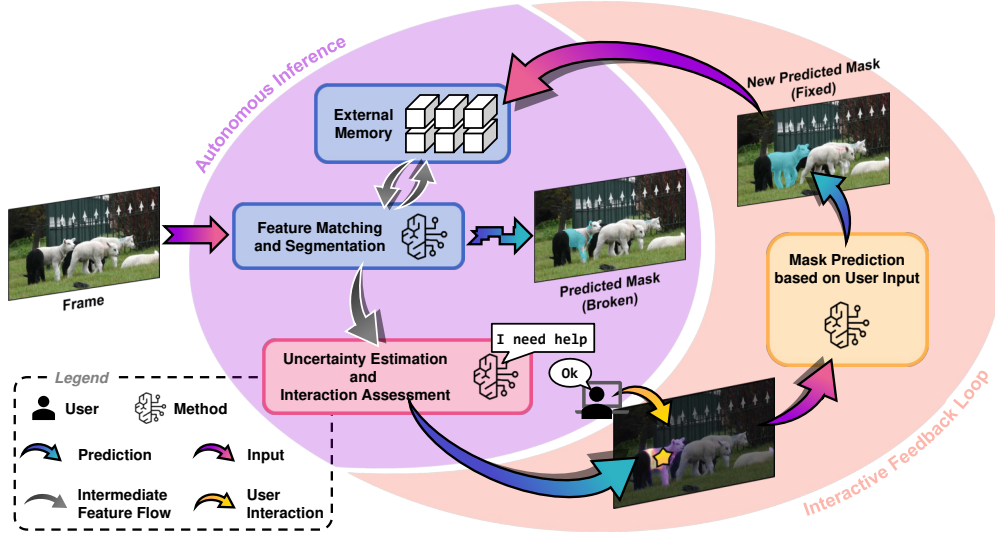 Autonomous Inference
External
Memory
New Predicted Mask
(Fixed)
Frame
Feature Matching
and Segmentation
Predicted Mask
(Broken)
Mask Prediction
based on User Input
Uncertainty Estimation
and
Interaction Assessment
I need help
Ok
Interactive Feedback Loop
Legend
User
Method
Prediction
Input
Intermediate
Feature Flow
User
Interaction